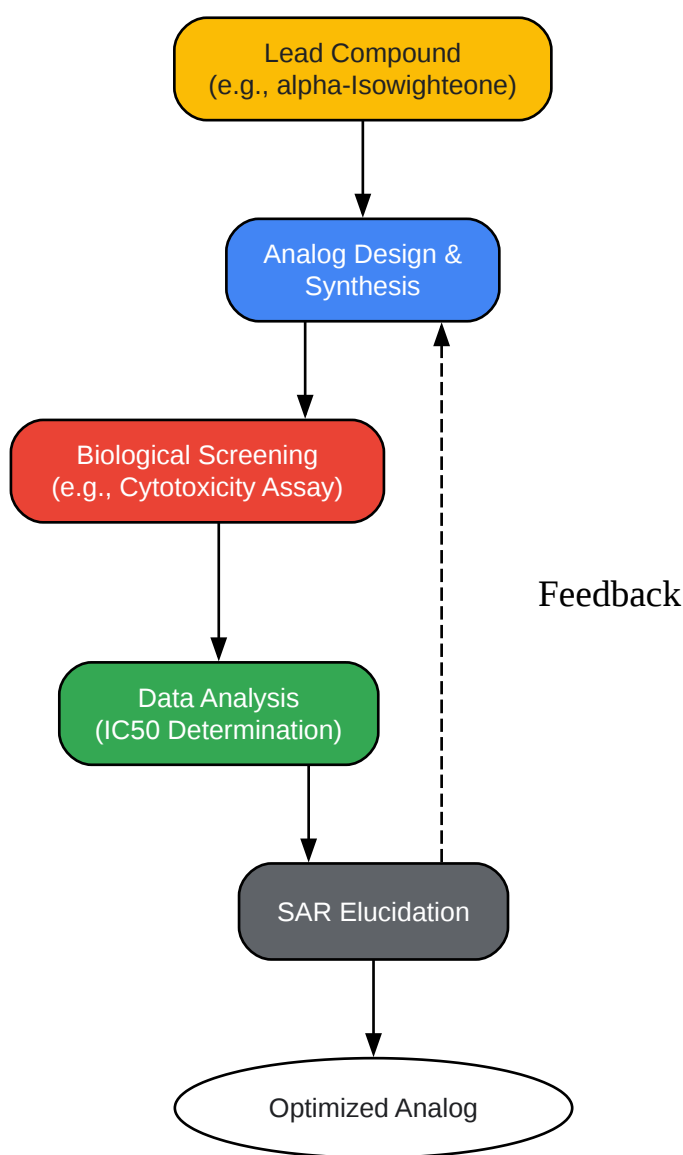 Lead Compound
(e.g., alpha-Isowighteone)
Analog Design &
Synthesis
Biological Screening
(e.g., Cytotoxicity Assay)
Feedback
Data Analysis
(IC50 Determination)
SAR Elucidation
Optimized Analog